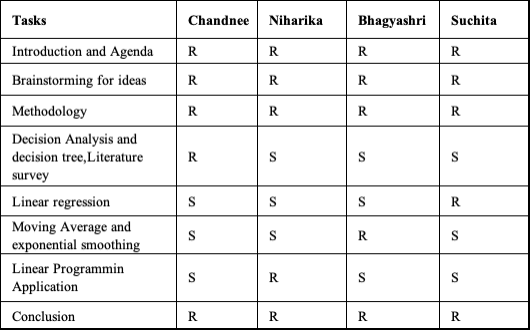 Tasks Chandnee Niharika Bhagyashri Suchita
Introduction and Agenda R R R R
Brainstorming for ideas R R R R
Methodology R R R R
Decision Analysis and
decision tree,Literature
survey
R S S S
Linear regression S S S R
Moving Average and
exponential smoothing
S S R S
Linear Programmin
Application
S R S S
Conclusion R R R R